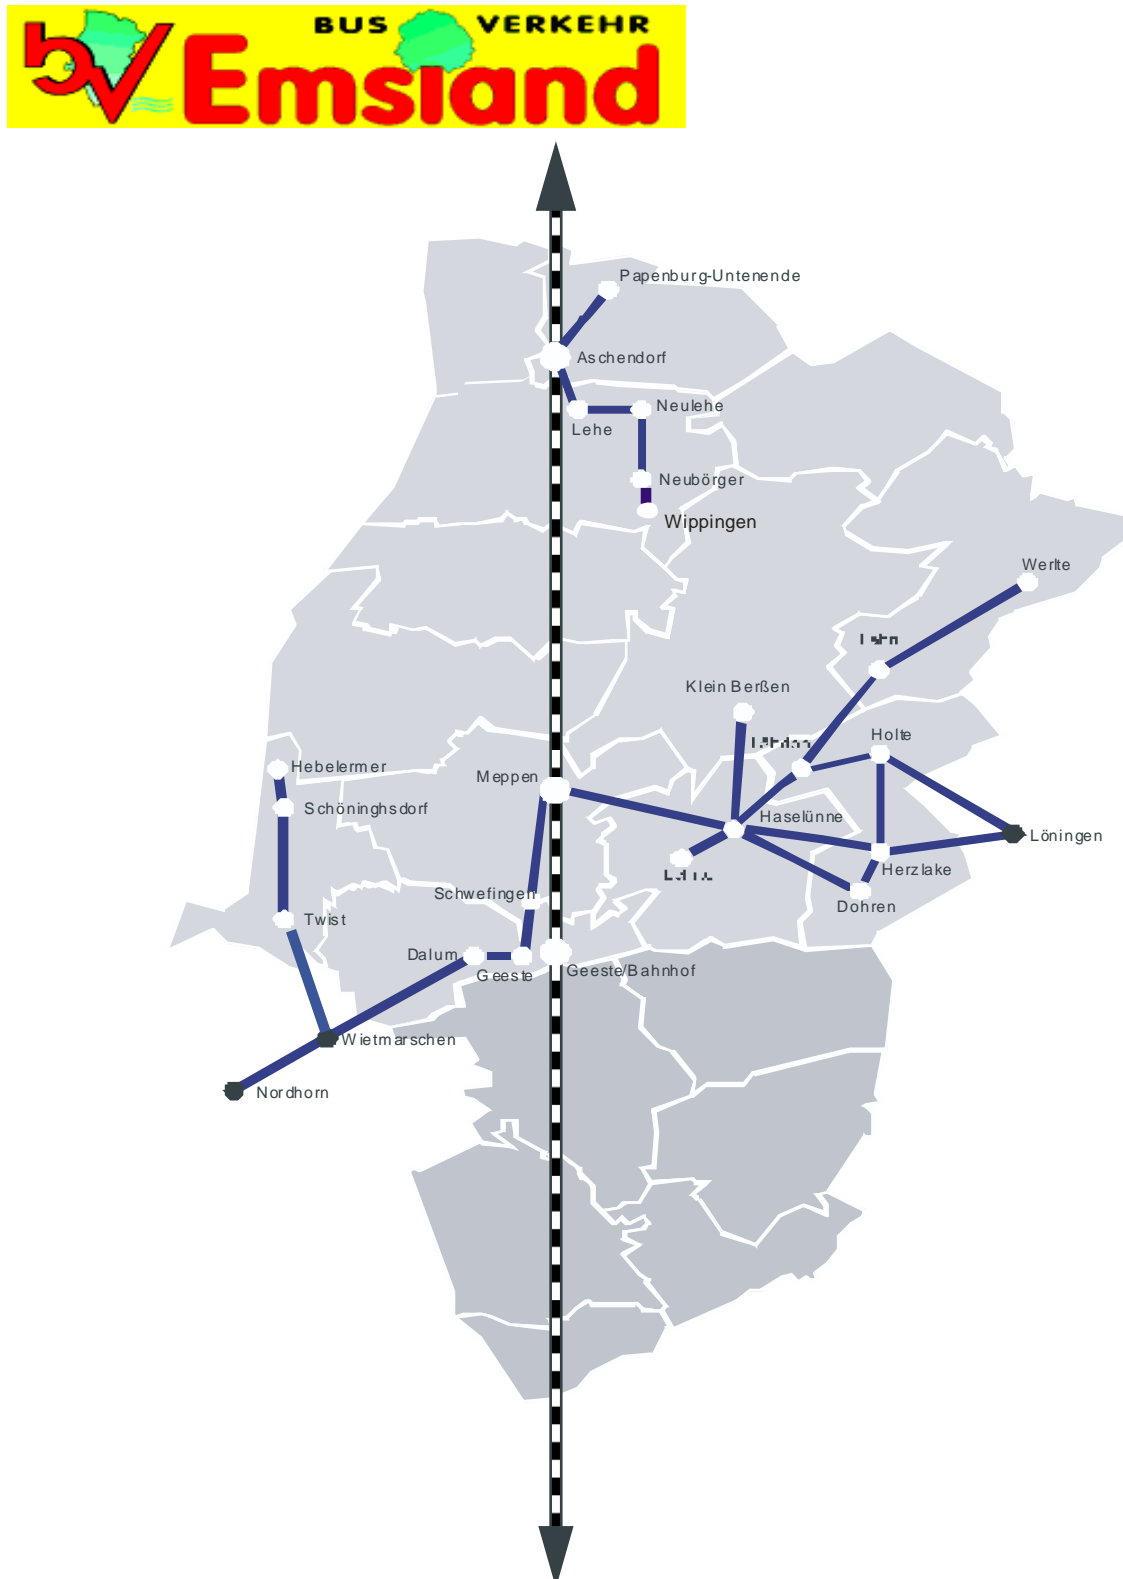 BUS VERKEHR
bv Emsland
Papenburg-Untenende
Aschendorf
Neulehe
Lehe
Neubörger
Wippingen
Werlte
Klein Berßen
Holte
Hebelermer
Meppen
Schöninghsdorf
Haselünne
Löningen
Herzlake
Schwefingen
Dohren
Twist
Dalum
Geeste
Geeste/Bahnhof
Wietmarschen
Nordhorn